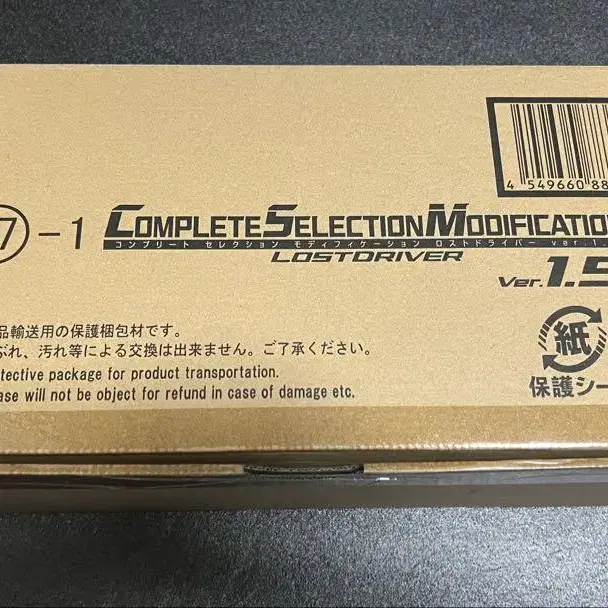 4 549660 88
⑦-1 COMPLETE SELECTION MODIFICATIO
コンプリート セレクション モディフィケーション ロストドライバー ver.1.
LOSTDRIVER
Ver.1.5
品輸送用の保護梱包材です。
ぶれ、汚れ等による交換は出来ません。ご了承ください。
tective package for product transportation.
ase will not be object for refund in case of damage etc.
紙
保護シー